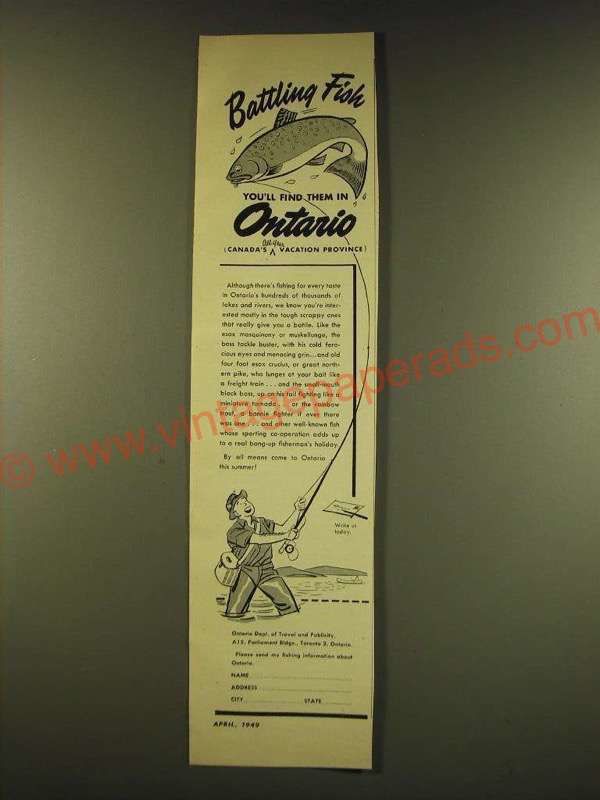 Battling Fish
YOU'LL FIND THEM IN
Ontario
All-Year
(CANADA'S ^ VACATION PROVINCE)
Although there's fishing for every taste
in Ontario's hundreds of thousands of
lakes and rivers, we know you're inter-
ested mostly in the tough scrappy ones
that really give you a battle. Like the
esox masquinony or muskellunge, the
boss tackle buster, with his cold fero-
cious eyes and menacing grin...and old
four foot esox crucius, or great north-
ern pike, who lunges at your bait like
a freight train . . . and the small-mouth
black bass, up on his tail fighting like a
miniature tornado . . . or the rainbow
trout, a bonnie fighter if ever there
was one . . . and other well-known fish
whose sporting co-operation adds up
to a real bang-up fisherman's holiday.
By all means come to Ontario
this summer!
Write us
today.
Ontario Dept. of Travel and Publicity
A15, Parliament Bldgs., Toronto 2, Ontario.
Please send my fishing information about
Ontario.
NAME
ADDRESS
CITY STATE
APRIL, 1949
© www.vintagepaperads.com